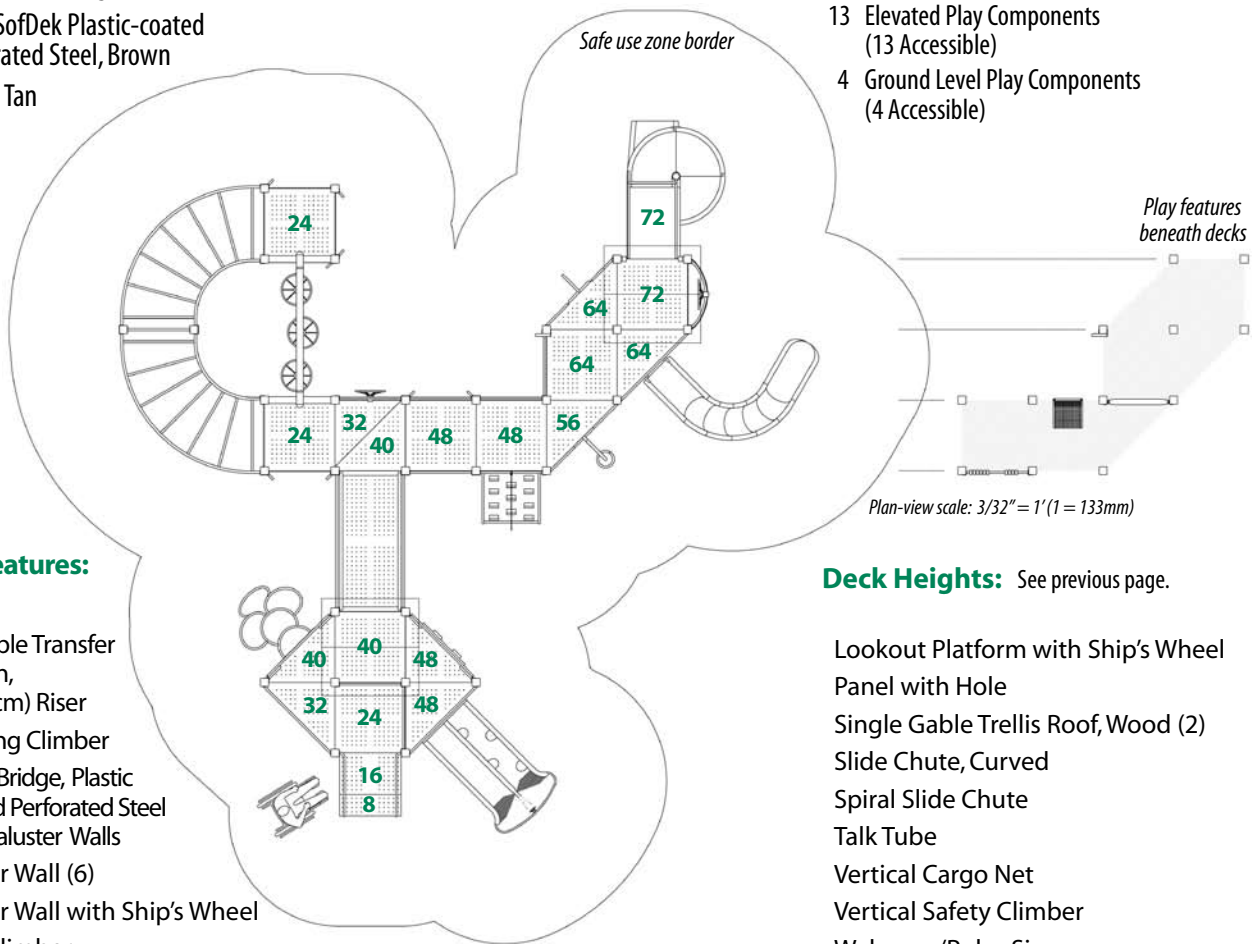 SofDek Plastic-coated
rated Steel, Brown
Tan
Safe use zone border
13 Elevated Play Components
(13 Accessible)
4 Ground Level Play Components
(4 Accessible)
Play features
beneath decks
24
72
72
64
64
64
24
32
40
48
48
56
Plan-view scale: 3/32" = 1' (1 = 133mm)
40
40
48
32
24
48
16
8
eatures:
ble Transfer
n,
cm) Riser
ng Climber
Bridge, Plastic
d Perforated Steel
aluster Walls
r Wall (6)
r Wall with Ship's Wheel
Deck Heights: See previous page.
Lookout Platform with Ship's Wheel
Panel with Hole
Single Gable Trellis Roof, Wood (2)
Slide Chute, Curved
Spiral Slide Chute
Talk Tube
Vertical Cargo Net
Vertical Safety Climber